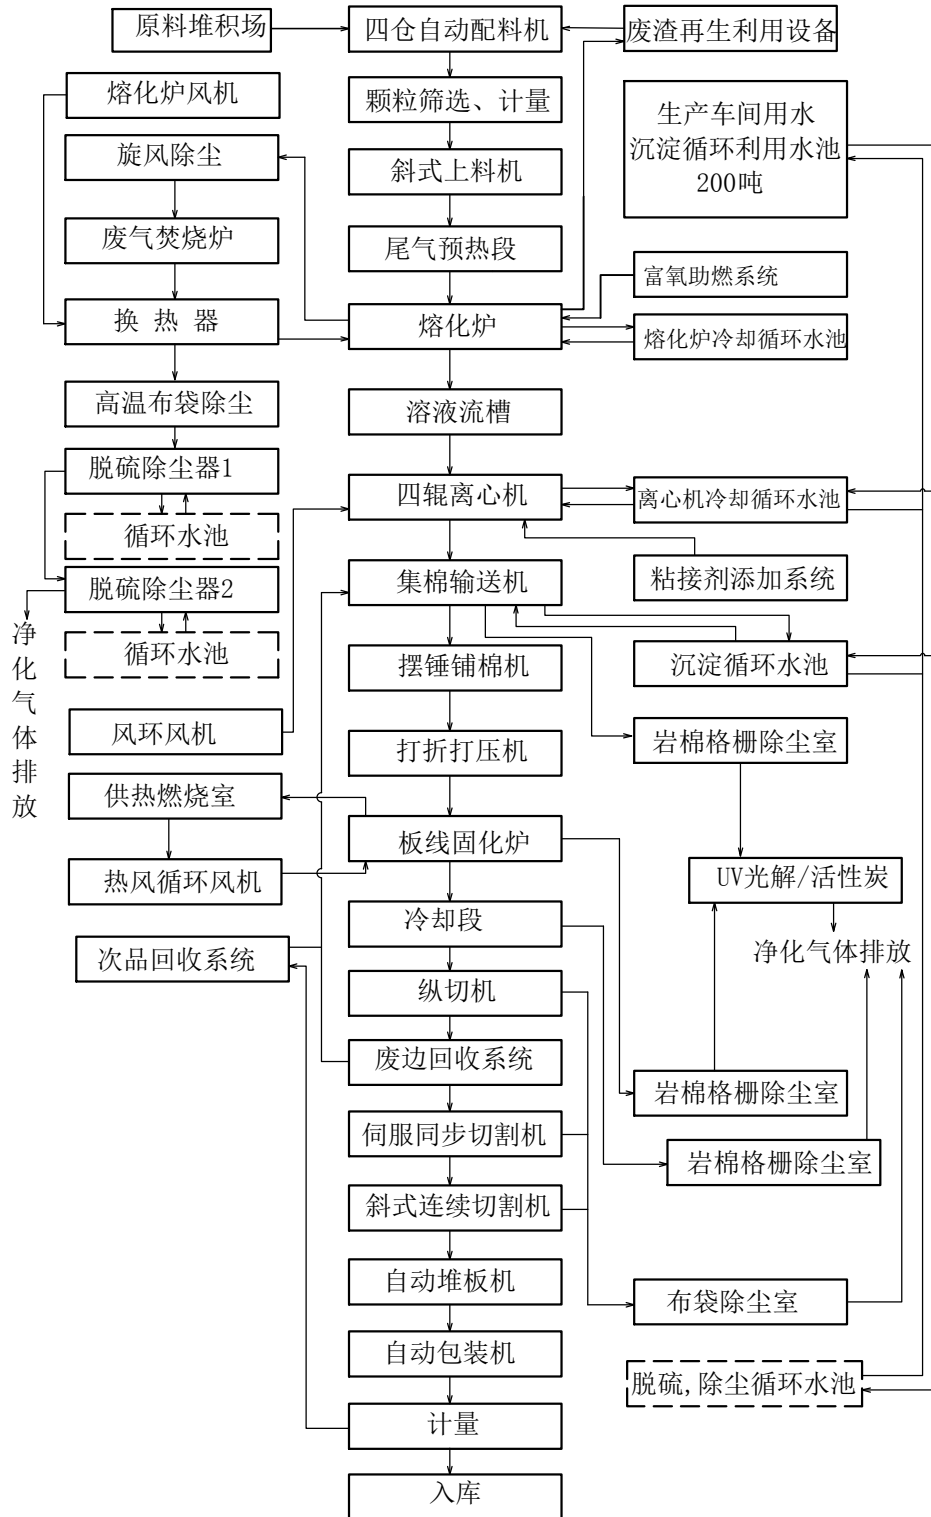 原料堆积场
四仓自动配料机
废渣再生利用设备
熔化炉风机
颗粒筛选、计量
生产车间用水
沉淀循环利用水池
200吨
旋风除尘
斜式上料机
废气焚烧炉
尾气预热段
富氧助燃系统
换 热 器
熔化炉
熔化炉冷却循环水池
高温布袋除尘
溶液流槽
脱硫除尘器1
四辊离心机
离心机冷却循环水池
循环水池
脱硫除尘器2
集棉输送机
粘接剂添加系统
净化气体排放
循环水池
摆锤铺棉机
沉淀循环水池
风环风机
打折打压机
岩棉格栅除尘室
供热燃烧室
板线固化炉
热风循环风机
UV光解/活性炭
冷却段
次品回收系统
净化气体排放
纵切机
废边回收系统
岩棉格栅除尘室
伺服同步切割机
岩棉格栅除尘室
斜式连续切割机
自动堆板机
布袋除尘室
自动包装机
脱硫,除尘循环水池
计量
入库